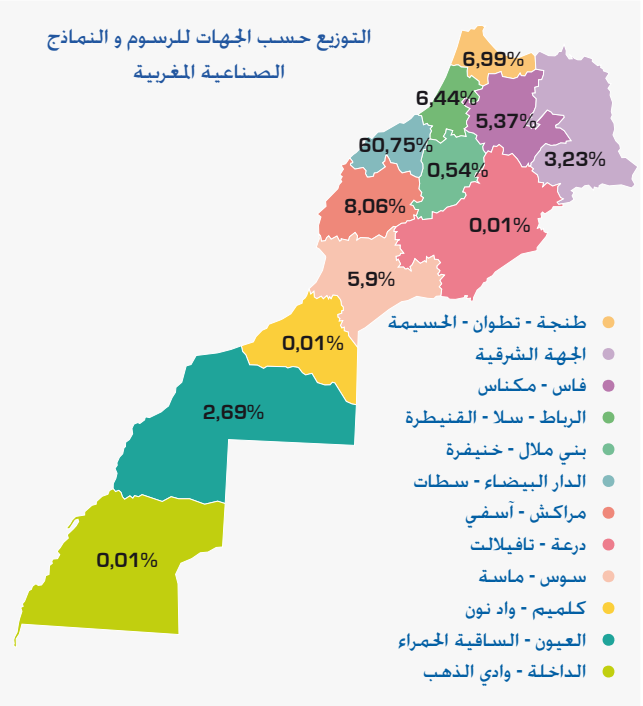 التوزيع حسب الجهات للرسوم و النماذج
الصناعية المغربية
6,99%
6,44%
5,37%
60,75%
0,54%
3,23%
8,06%
0,01%
5,9%
0,01%
2,69%
0,01%
طنجة - تطوان - الحسيمة
الجهة الشرقية
فاس - مكناس
الرباط - سلا - القنيطرة
بني ملال - خنيفرة
الدار البيضاء - سطات
مراكش - آسفي
درعة - تافيلالت
سوس - ماسة
كلميم - واد نون
العيون - الساقية الحمراء
الداخلة - وادي الذهب